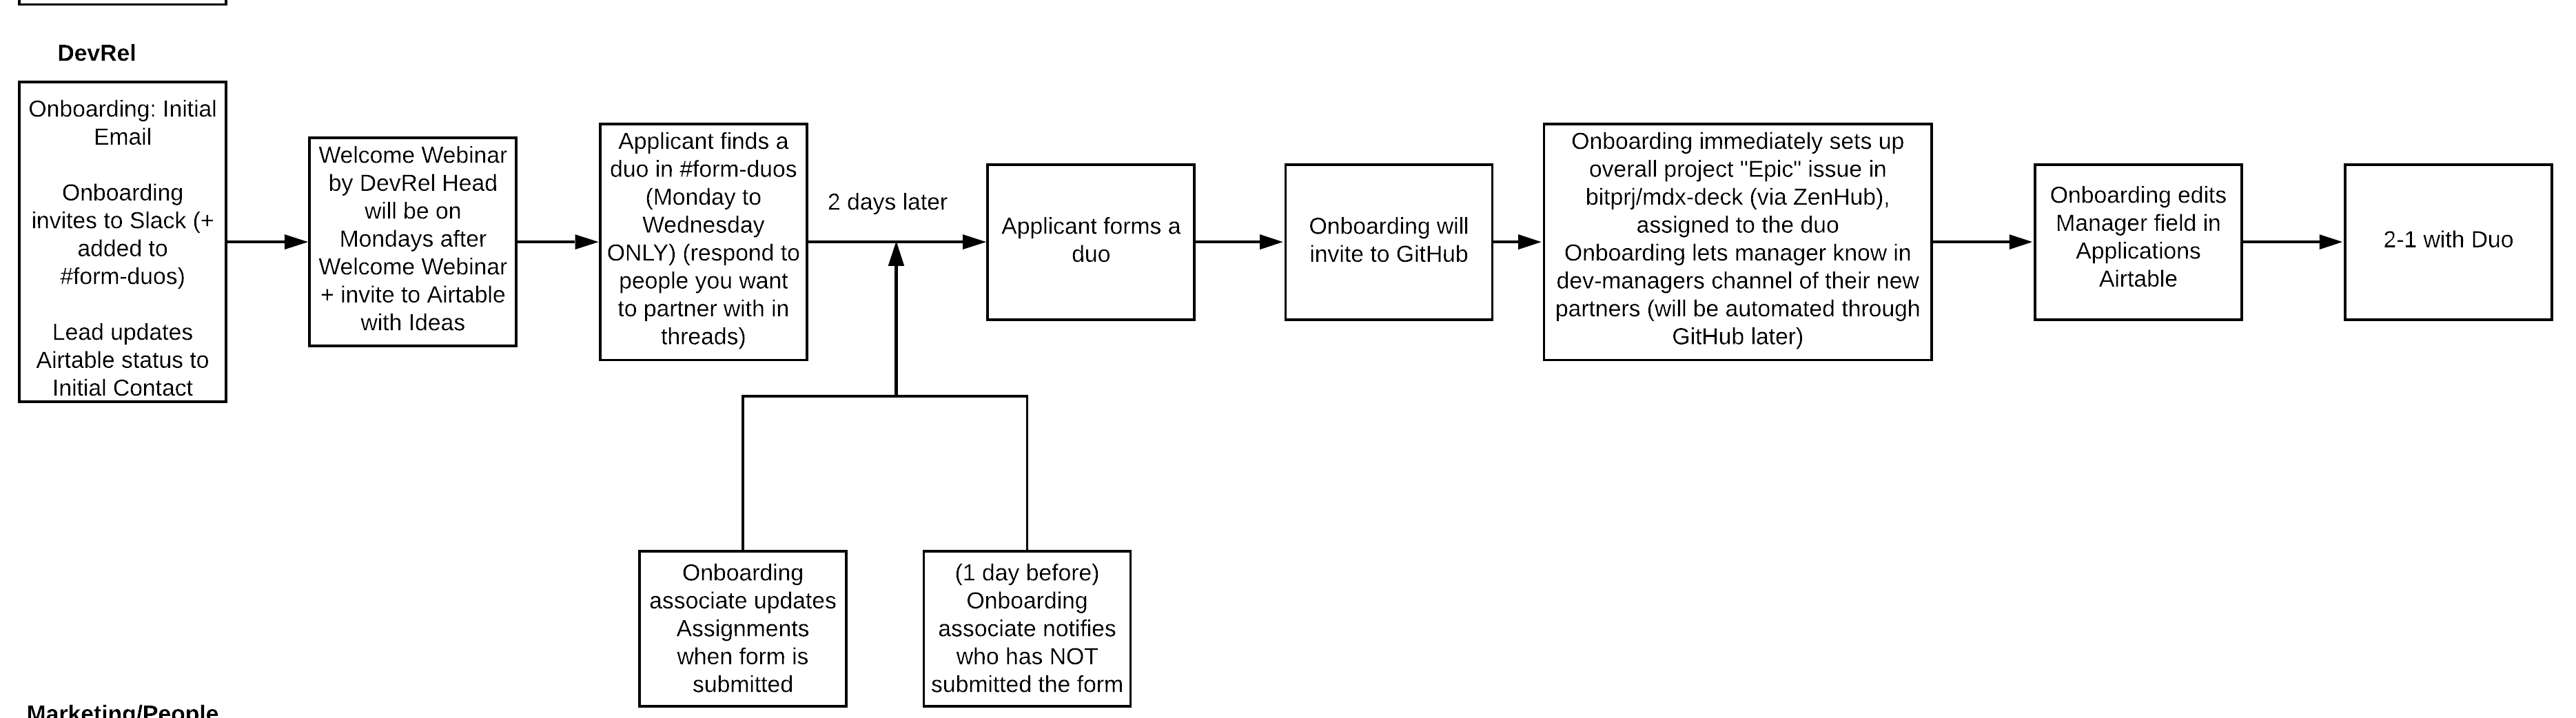 DevRel
Onboarding: Initial
Email
Onboarding
invites to Slack (+
added to
#form-duos)
Lead updates
Airtable status to
Initial Contact
Welcome Webinar
by DevRel Head
will be on
Mondays after
Welcome Webinar
+ invite to Airtable
with Ideas
Applicant finds a
duo in #form-duos
(Monday to
Wednesday
ONLY) (respond to
people you want
to partner with in
threads)
2 days later
Applicant forms a
duo
Onboarding will
invite to GitHub
Onboarding immediately sets up
overall project "Epic" issue in
bitprj/mdx-deck (via ZenHub),
assigned to the duo
Onboarding lets manager know in
dev-managers channel of their new
partners (will be automated through
GitHub later)
Onboarding edits
Manager field in
Applications
Airtable
2-1 with Duo
Onboarding
associate updates
Assignments
when form is
submitted
(1 day before)
Onboarding
associate notifies
who has NOT
submitted the form
Marketing/People